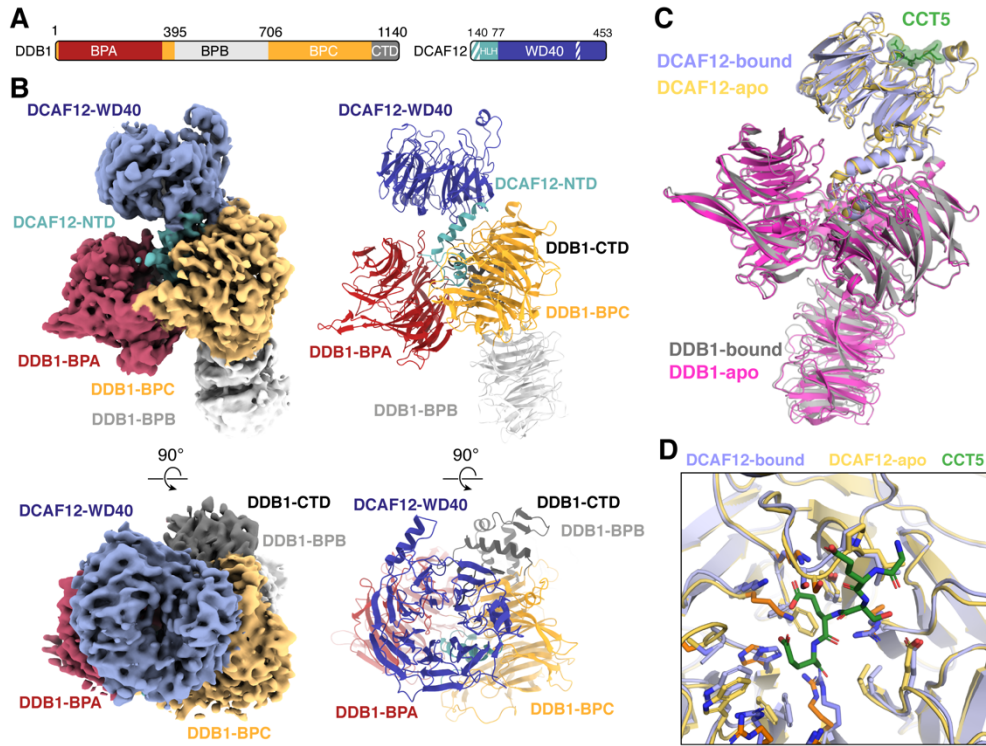 A
1 395 706 1140
DDB1 BPA BPB BPC CTD
140 77 453
DCAF12 HLH WD40
B
DCAF12-WD40
DCAF12-NTD
DDB1-BPA
DDB1-BPC
DDB1-BPB
DCAF12-WD40
DCAF12-NTD
DDB1-CTD
DDB1-BPC
DDB1-BPA
DDB1-BPB
90°
DCAF12-WD40
DDB1-CTD
DDB1-BPB
DDB1-BPA
DDB1-BPC
90°
DCAF12-WD40
DDB1-CTD
DDB1-BPB
DDB1-BPA
DDB1-BPC
C
CCT5
DCAF12-bound
DCAF12-apo
DDB1-bound
DDB1-apo
D
DCAF12-bound DCAF12-apo CCT5